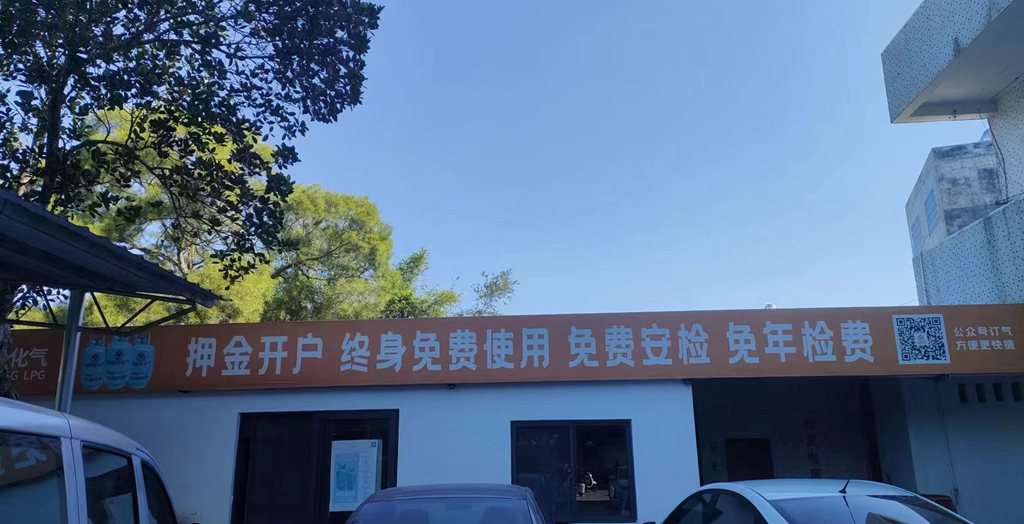 化气
G LPG
押金开户 终身免费使用 免费安检 免年检费
公众号订气
方便更快捷